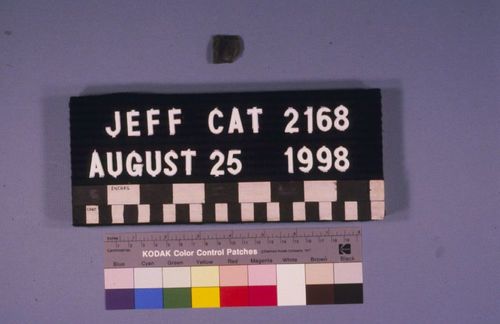 JEFF CAT 2168
AUGUST 25 1998
INCHES
KODAK Color Control Patches
Blue Cyan Green Yellow Red Magenta White Brown Black